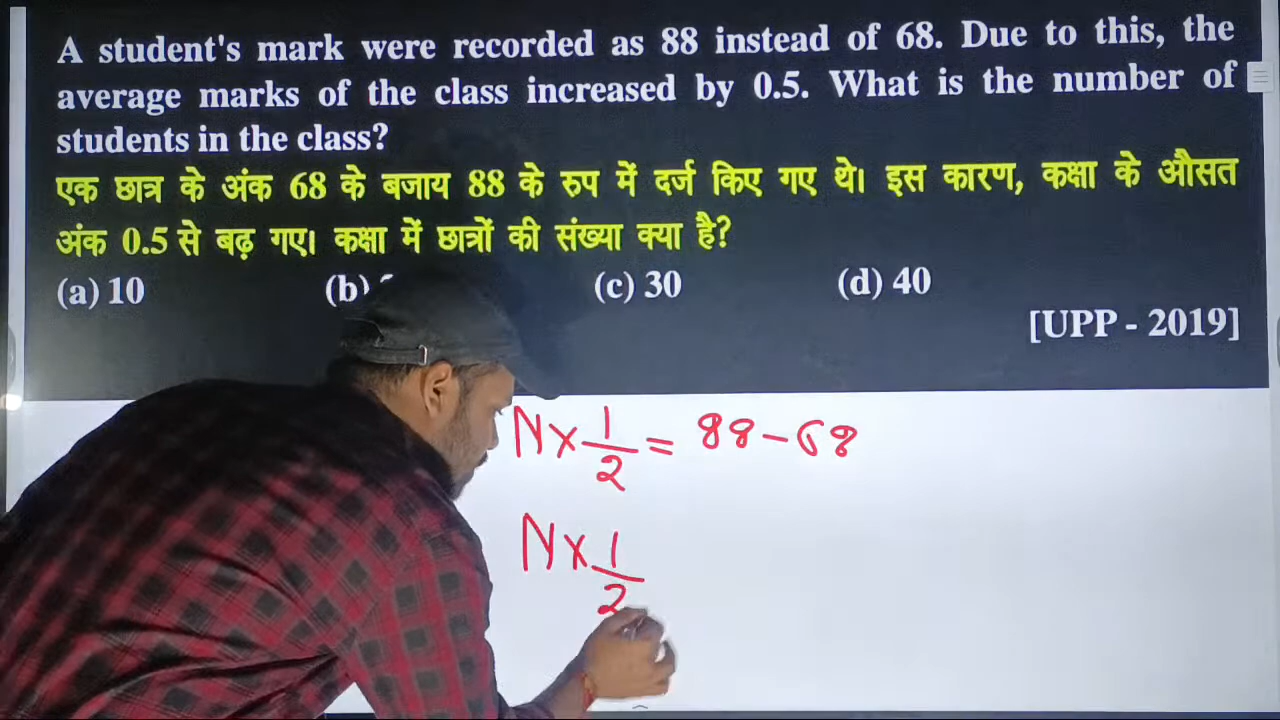 A student's mark were recorded as 88 instead of 68. Due to this, the
average marks of the class increased by 0.5. What is the number of
students in the class?
एक छात्र के अंक 68 के बजाय 88 के रुप में दर्ज किए गए थे। इस कारण, कक्षा के औसत
अंक 0.5 से बढ़ गए। कक्षा में छात्रों की संख्या क्या है?
(a) 10 (b) (c) 30 (d) 40
[UPP - 2019]
N × 1/2 = 88 - 68
N × 1/2